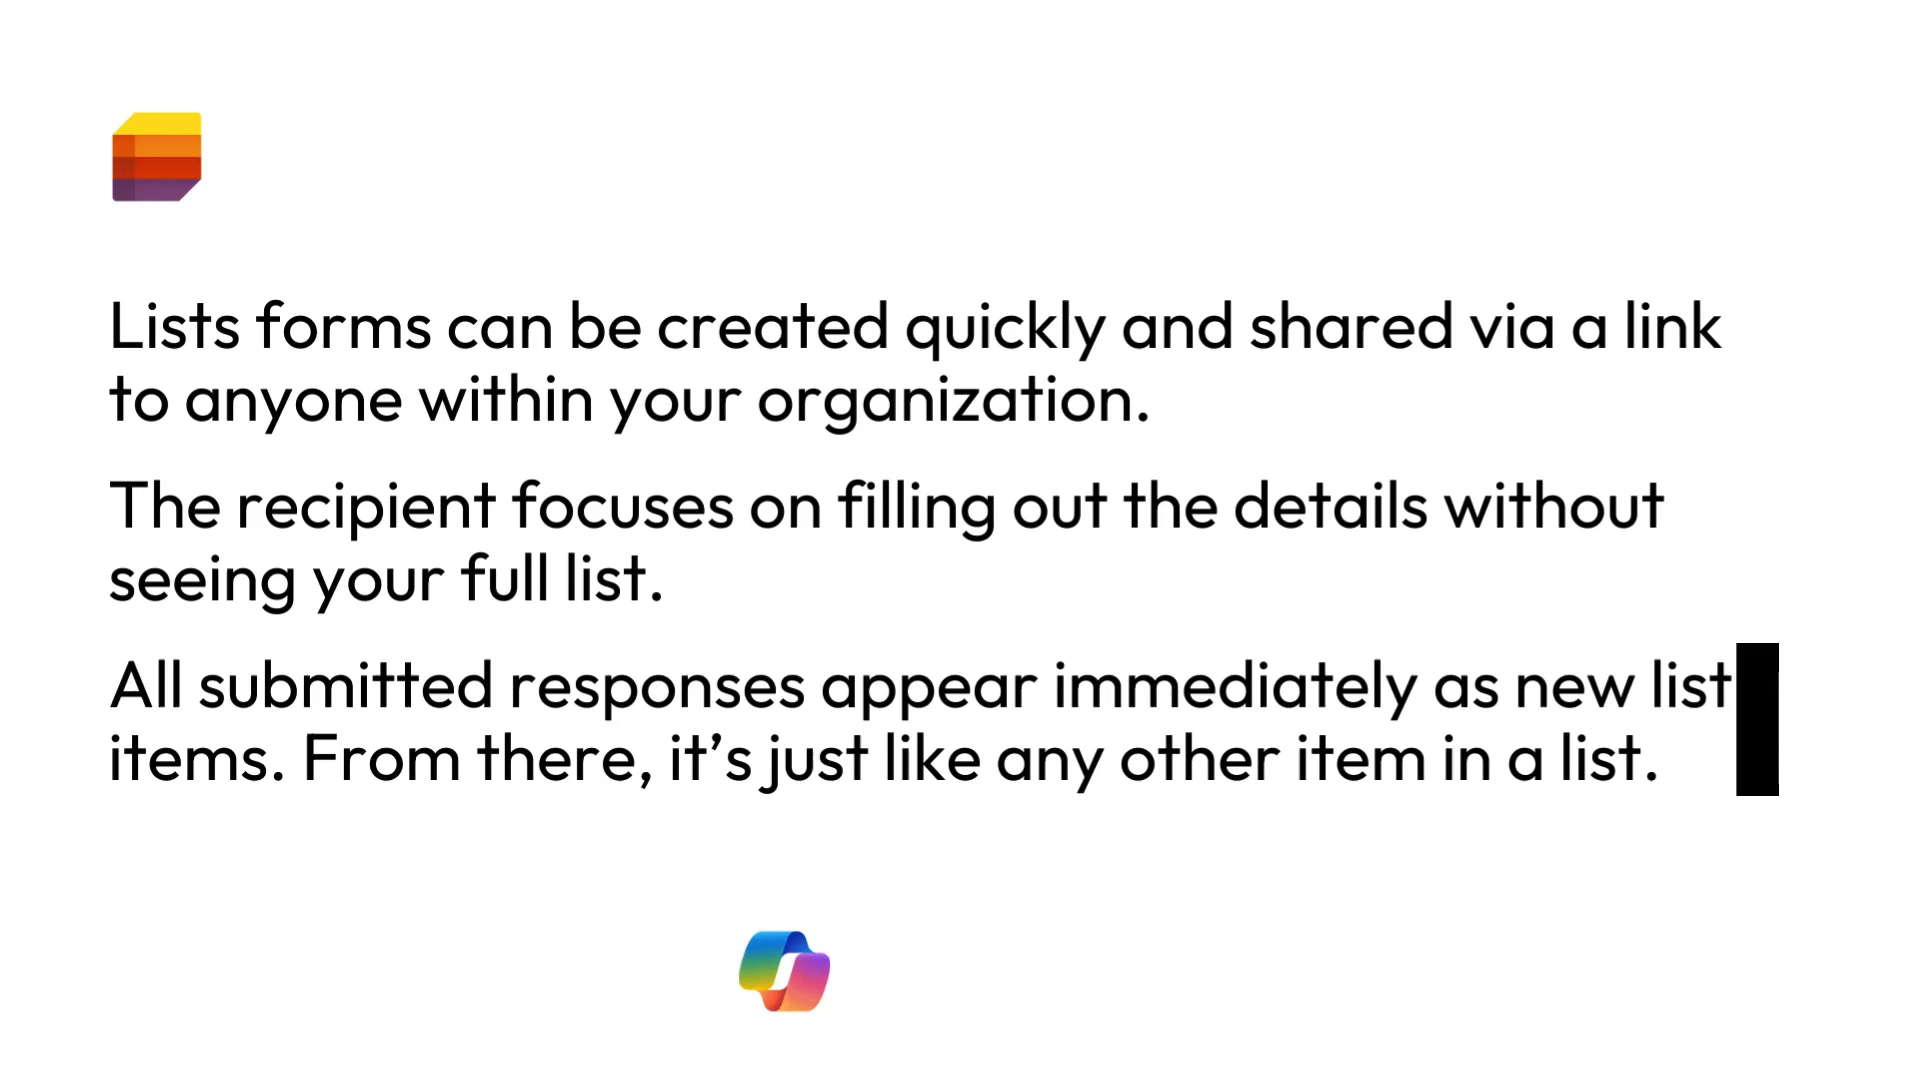 Lists forms can be created quickly and shared via a link
to anyone within your organization.
The recipient focuses on filling out the details without
seeing your full list.
All submitted responses appear immediately as new list
items. From there, it’s just like any other item in a list.